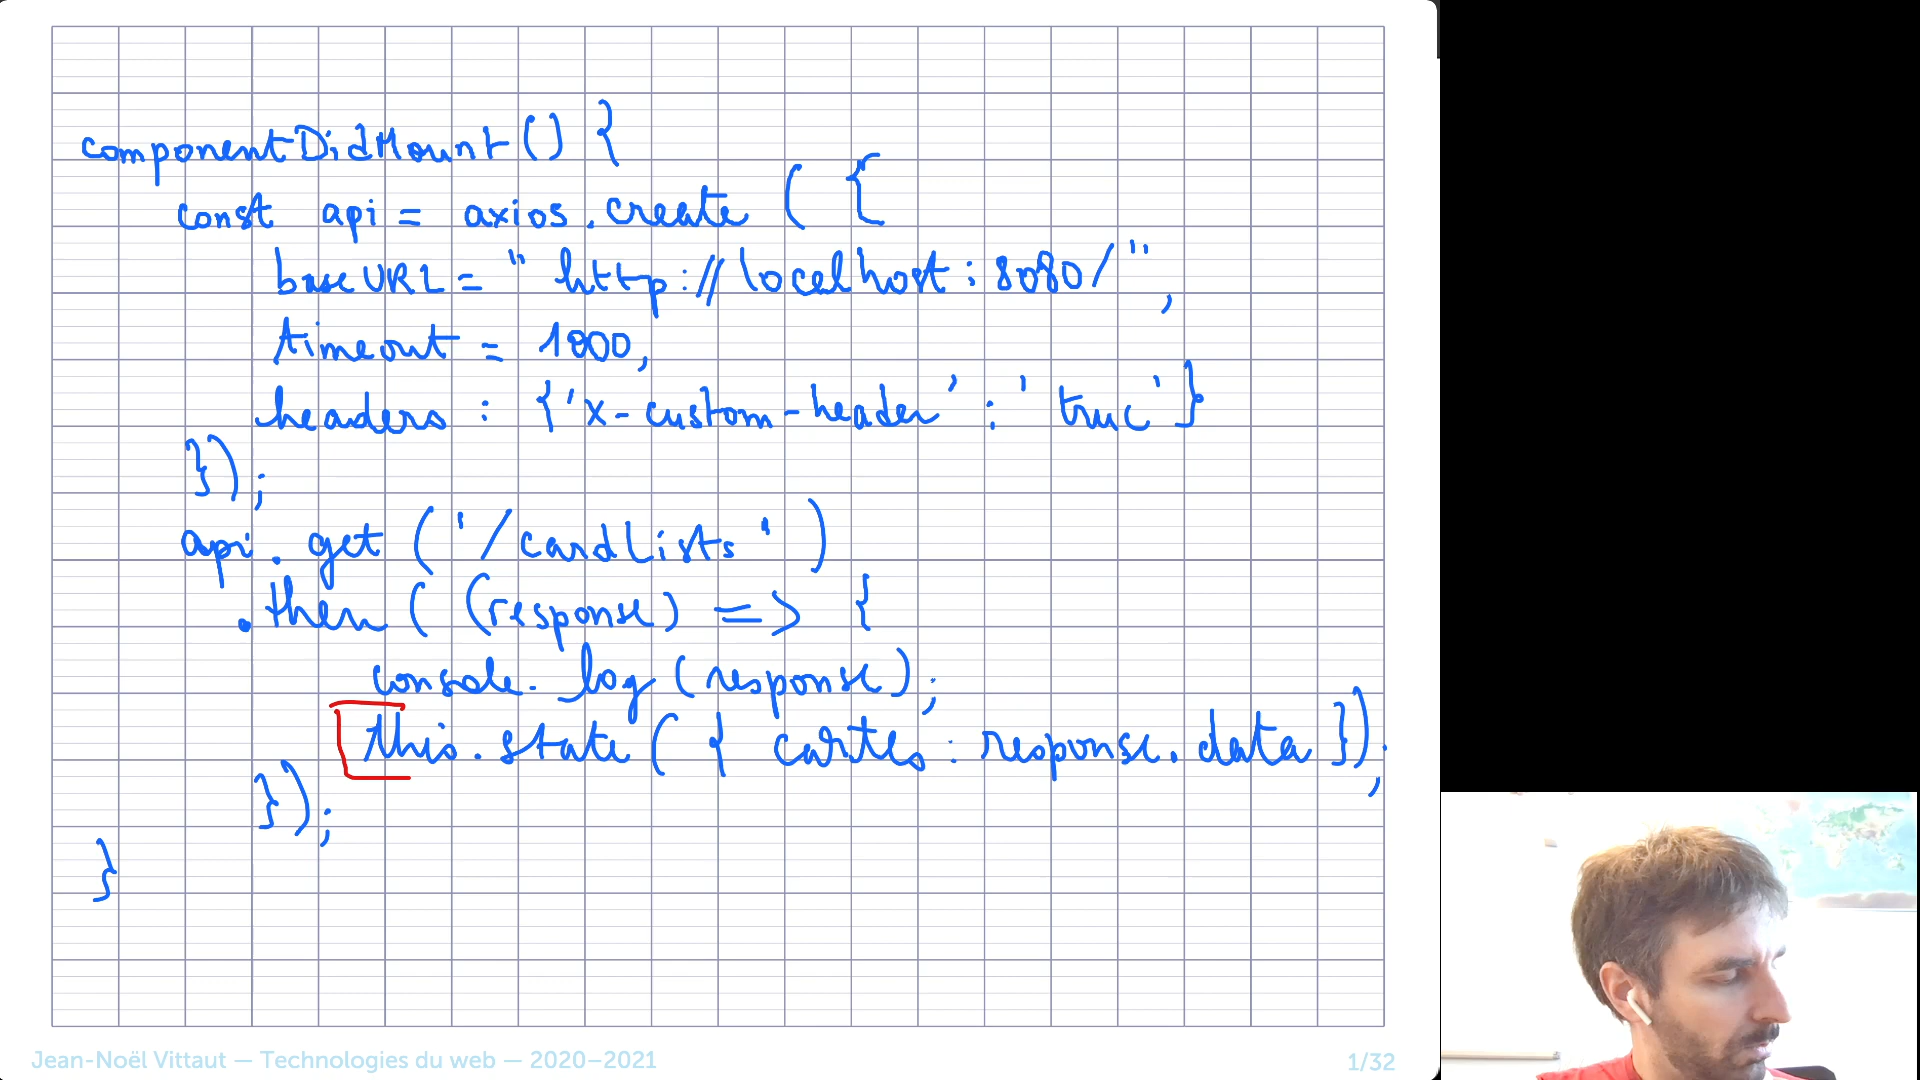 componentDidMount() {
const api = axios.create ( {
baseURL = "http://localhost:8080/",
timeout = 1000,
headers : {'x-custom-header' : 'truc'}
});
api.get ('/cardLists')
.then ( (response) => {
console.log (response);
this.state ( { cartes : response.data });
});
}
Jean-Noël Vittaut — Technologies du web — 2020–2021
1/32